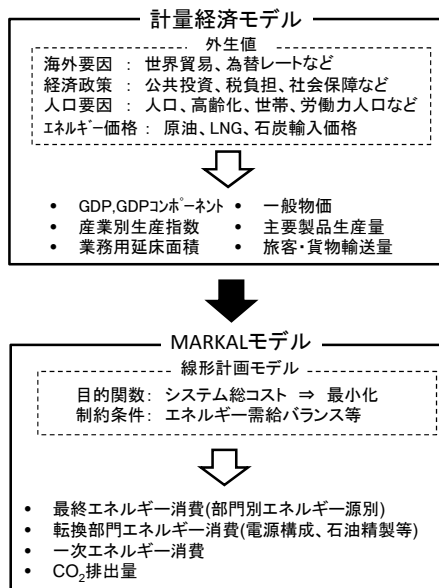 計量経済モデル
外生値
海外要因 : 世界貿易、為替レートなど
経済政策 : 公共投資、税負担、社会保障など
人口要因 : 人口、高齢化、世帯、労働力人口など
エネルギー価格 : 原油、LNG、石炭輸入価格
• GDP,GDPコンポーネント • 一般物価
• 産業別生産指数 • 主要製品生産量
• 業務用延床面積 • 旅客・貨物輸送量
MARKALモデル
線形計画モデル
目的関数: システム総コスト ⇒ 最小化
制約条件: エネルギー需給バランス等
• 最終エネルギー消費(部門別エネルギー源別)
• 転換部門エネルギー消費(電源構成、石油精製等)
• 一次エネルギー消費
• CO₂排出量